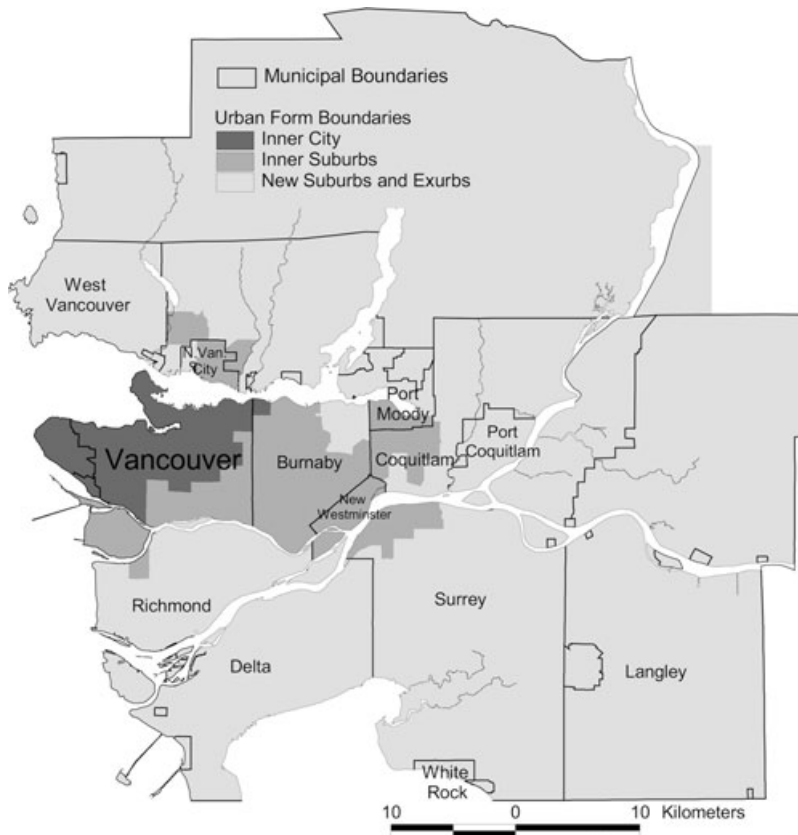 Municipal Boundaries
Urban Form Boundaries
Inner City
Inner Suburbs
New Suburbs and Exurbs
West
Vancouver
N.Van.
City
Port
Moody
Port
Coquitlam
Vancouver
Burnaby
Coquitlam
New
Westminster
Richmond
Surrey
Delta
Langley
White
Rock
10 0 10 Kilometers